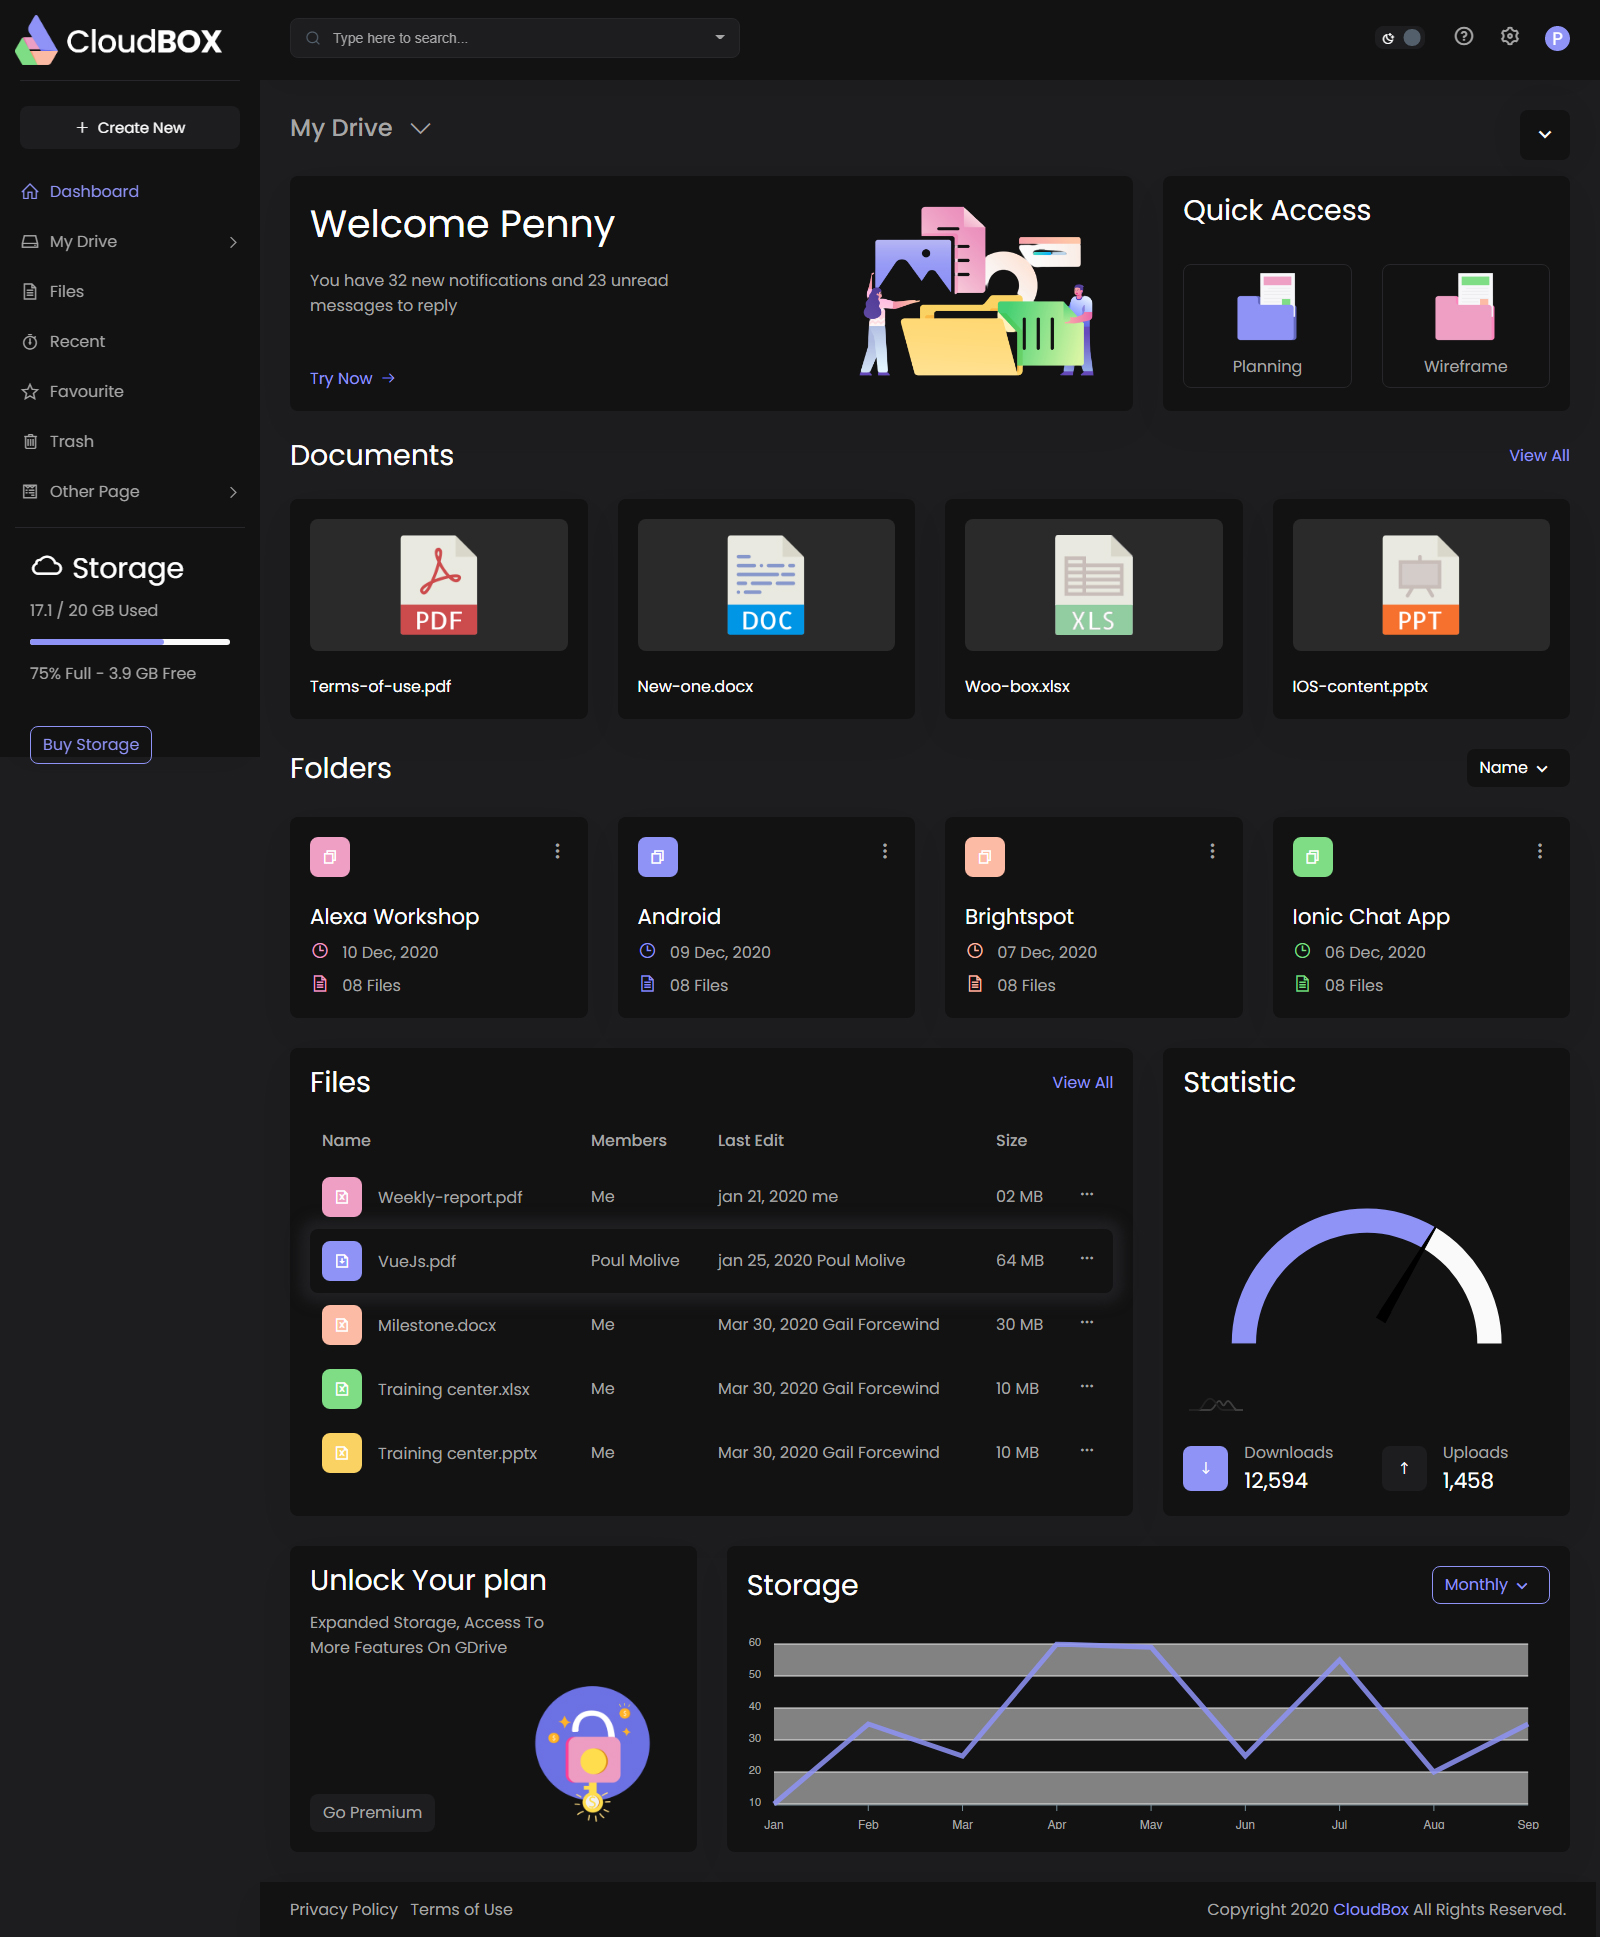 CloudBOX
Type here to search...
P
Create New
Dashboard
My Drive
Files
Recent
Favourite
Trash
Other Page
Storage
17.1 / 20 GB Used
75% Full - 3.9 GB Free
Buy Storage
My Drive
Welcome Penny
You have 32 new notifications and 23 unread
messages to reply
Try Now
Quick Access
Planning
Wireframe
Documents
View All
PDF
DOC
XLS
PPT
Terms-of-use.pdf
New-one.docx
Woo-box.xlsx
IOS-content.pptx
Folders
Name
Alexa Workshop
10 Dec, 2020
08 Files
Android
09 Dec, 2020
08 Files
Brightspot
07 Dec, 2020
08 Files
Ionic Chat App
06 Dec, 2020
08 Files
Files
View All
Name Members Last Edit Size
Weekly-report.pdf Me jan 21, 2020 me 02 MB
VueJs.pdf Poul Molive jan 25, 2020 Poul Molive 64 MB
Milestone.docx Me Mar 30, 2020 Gail Forcewind 30 MB
Training center.xlsx Me Mar 30, 2020 Gail Forcewind 10 MB
Training center.pptx Me Mar 30, 2020 Gail Forcewind 10 MB
Statistic
Downloads
12,594
Uploads
1,458
Unlock Your plan
Expanded Storage, Access To
More Features On GDrive
Go Premium
Storage
Monthly
60
50
40
30
20
10
Jan Feb Mar Apr May Jun Jul Aug Sep
Privacy Policy Terms of Use
Copyright 2020 CloudBox All Rights Reserved.